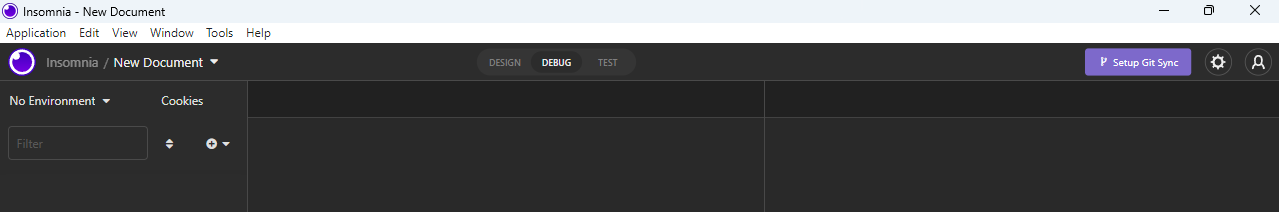 Insomnia - New Document
Application Edit View Window Tools Help
Insomnia / New Document DESIGN DEBUG TEST Setup Git Sync
No Environment Cookies
Filter